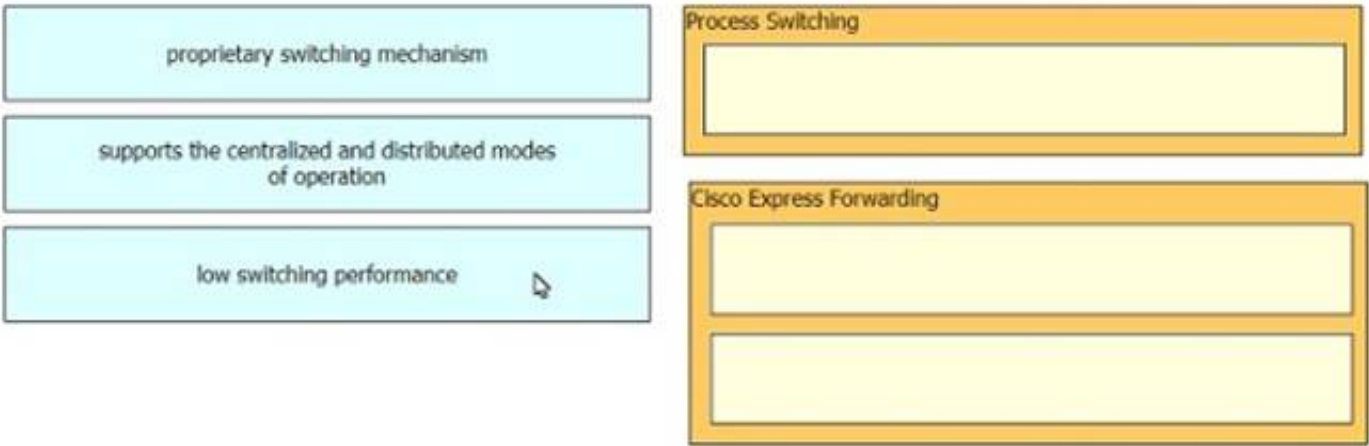 proprietary switching mechanism
supports the centralized and distributed modes
of operation
low switching performance
Process Switching
Cisco Express Forwarding